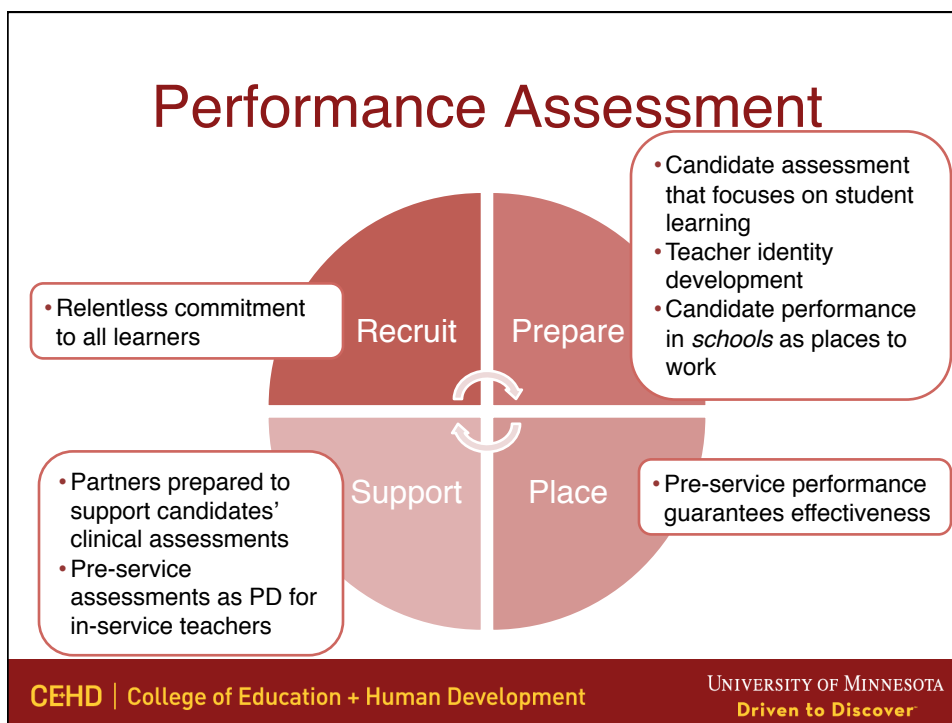 Performance Assessment
• Relentless commitment
to all learners
Recruit
Prepare
• Candidate assessment
that focuses on student
learning
• Teacher identity
development
• Candidate performance
in schools as places to
work
• Partners prepared to
support candidates’
clinical assessments
• Pre-service
assessments as PD for
in-service teachers
Support
Place
• Pre-service performance
guarantees effectiveness
CE+HD | College of Education + Human Development
UNIVERSITY OF MINNESOTA
Driven to Discover